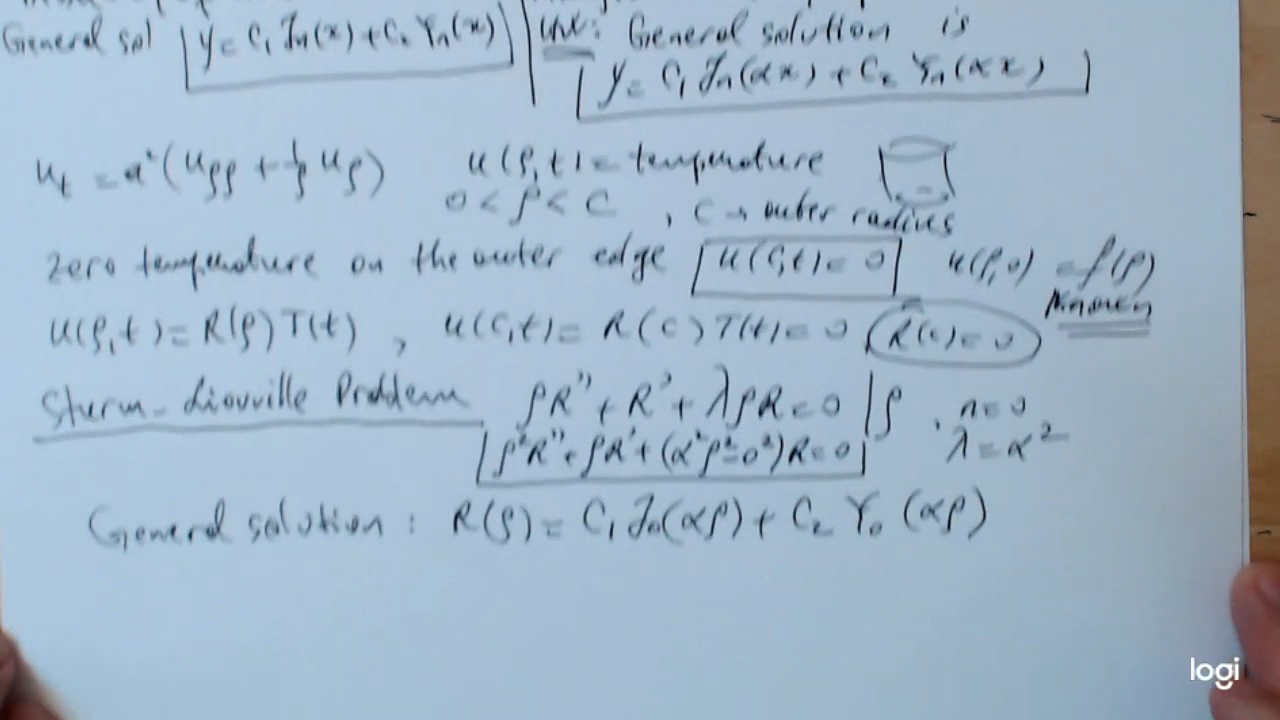 General sol y = C₁ Jₙ(x) + C₂ Yₙ(x)
General solution is
y = C₁ Jₙ(αx) + C₂ Yₙ(αx)
u_t = a²(u_ρρ + 1/ρ u_ρ) u(ρ,t) = temperature
0 < ρ < C , C → outer radius
zero temperature on the outer edge u(C,t) = 0 u(ρ,0) = f(ρ)
Known
u(ρ,t) = R(ρ)T(t) , u(C,t) = R(C)T(t) = 0 R(C) = 0
Sturm-Liouville Problem ρR'' + R' + λρR = 0 | ρ , n = 0
ρ²R'' + ρR' + (α²ρ² - 0²)R = 0 λ = α²
General solution : R(ρ) = C₁ J₀(αρ) + C₂ Y₀(αρ)
logi